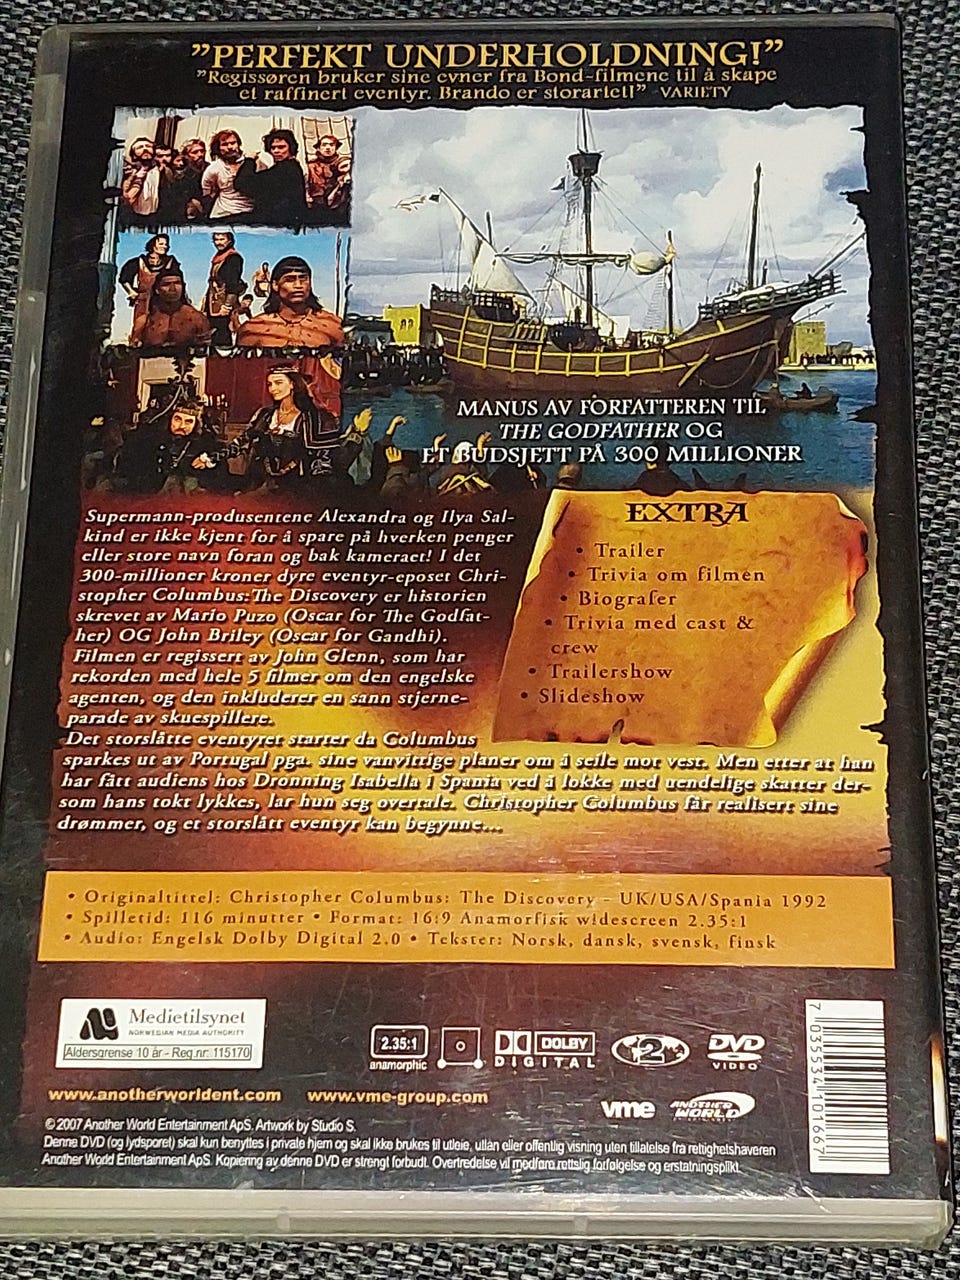 ”PERFEKT UNDERHOLDNING!”
”Regissøren bruker sine evner fra Bond-filmene til å skape
et raffinert eventyr. Brando er storartet!” VARIETY
MANUS AV FORFATTEREN TIL
THE GODFATHER OG
ET BUDSJETT PÅ 300 MILLIONER
Supermann-produsentene Alexandra og Ilya Sal-
kind er ikke kjent for å spare på hverken penger
eller store navn foran og bak kameraet! I det
300-millioner kroner dyre eventyr-eposet Chri-
stopher Columbus:The Discovery er historien
skrevet av Mario Puzo (Oscar for The Godfat-
her) OG John Briley (Oscar for Gandhi).
Filmen er regissert av John Glenn, som har
rekorden med hele 5 filmer om den engelske
agenten, og den inkluderer en sann stjerne-
parade av skuespillere.
Det storslåtte eventyret starter da Columbus
sparkes ut av Portugal pga. sine vanvittige planer om å seile mot vest. Men etter at han
har fått audiens hos Dronning Isabella i Spania ved å lokke med uendelige skatter der-
som hans tokt lykkes, lar hun seg overtale. Christopher Columbus får realisert sine
drømmer, og et storslått eventyr kan begynne...
EXTRA
• Trailer
• Trivia om filmen
• Biografer
• Trivia med cast &
crew
• Trailershow
• Slideshow
• Originaltittel: Christopher Columbus: The Discovery - UK/USA/Spania 1992
• Spilletid: 116 minutter • Format: 16:9 Anamorfisk widescreen 2.35:1
• Audio: Engelsk Dolby Digital 2.0 • Tekster: Norsk, dansk, svensk, finsk
Medietilsynet
NORWEGIAN MEDIA AUTHORITY
Aldersgrense 10 år - Reg.nr: 115170
2.35:1
anamorphic
DOLBY
DIGITAL
2
DVD
VIDEO
7 035534 101667
www.anotherworldent.com www.vme-group.com
vme ANOTHER WORLD
©2007 Another World Entertainment ApS. Artwork by Studio S.
Denne DVD (og lydsporet) skal kun benyttes i private hjem og skal ikke brukes til utleie, utlån eller offentlig visning uten tillatelse fra rettighetshaveren
Another World Entertainment ApS. Kopiering av denne DVD er strengt forbudt. Overtredelse vil medføre rettslig forfølgelse og erstatningsplikt.